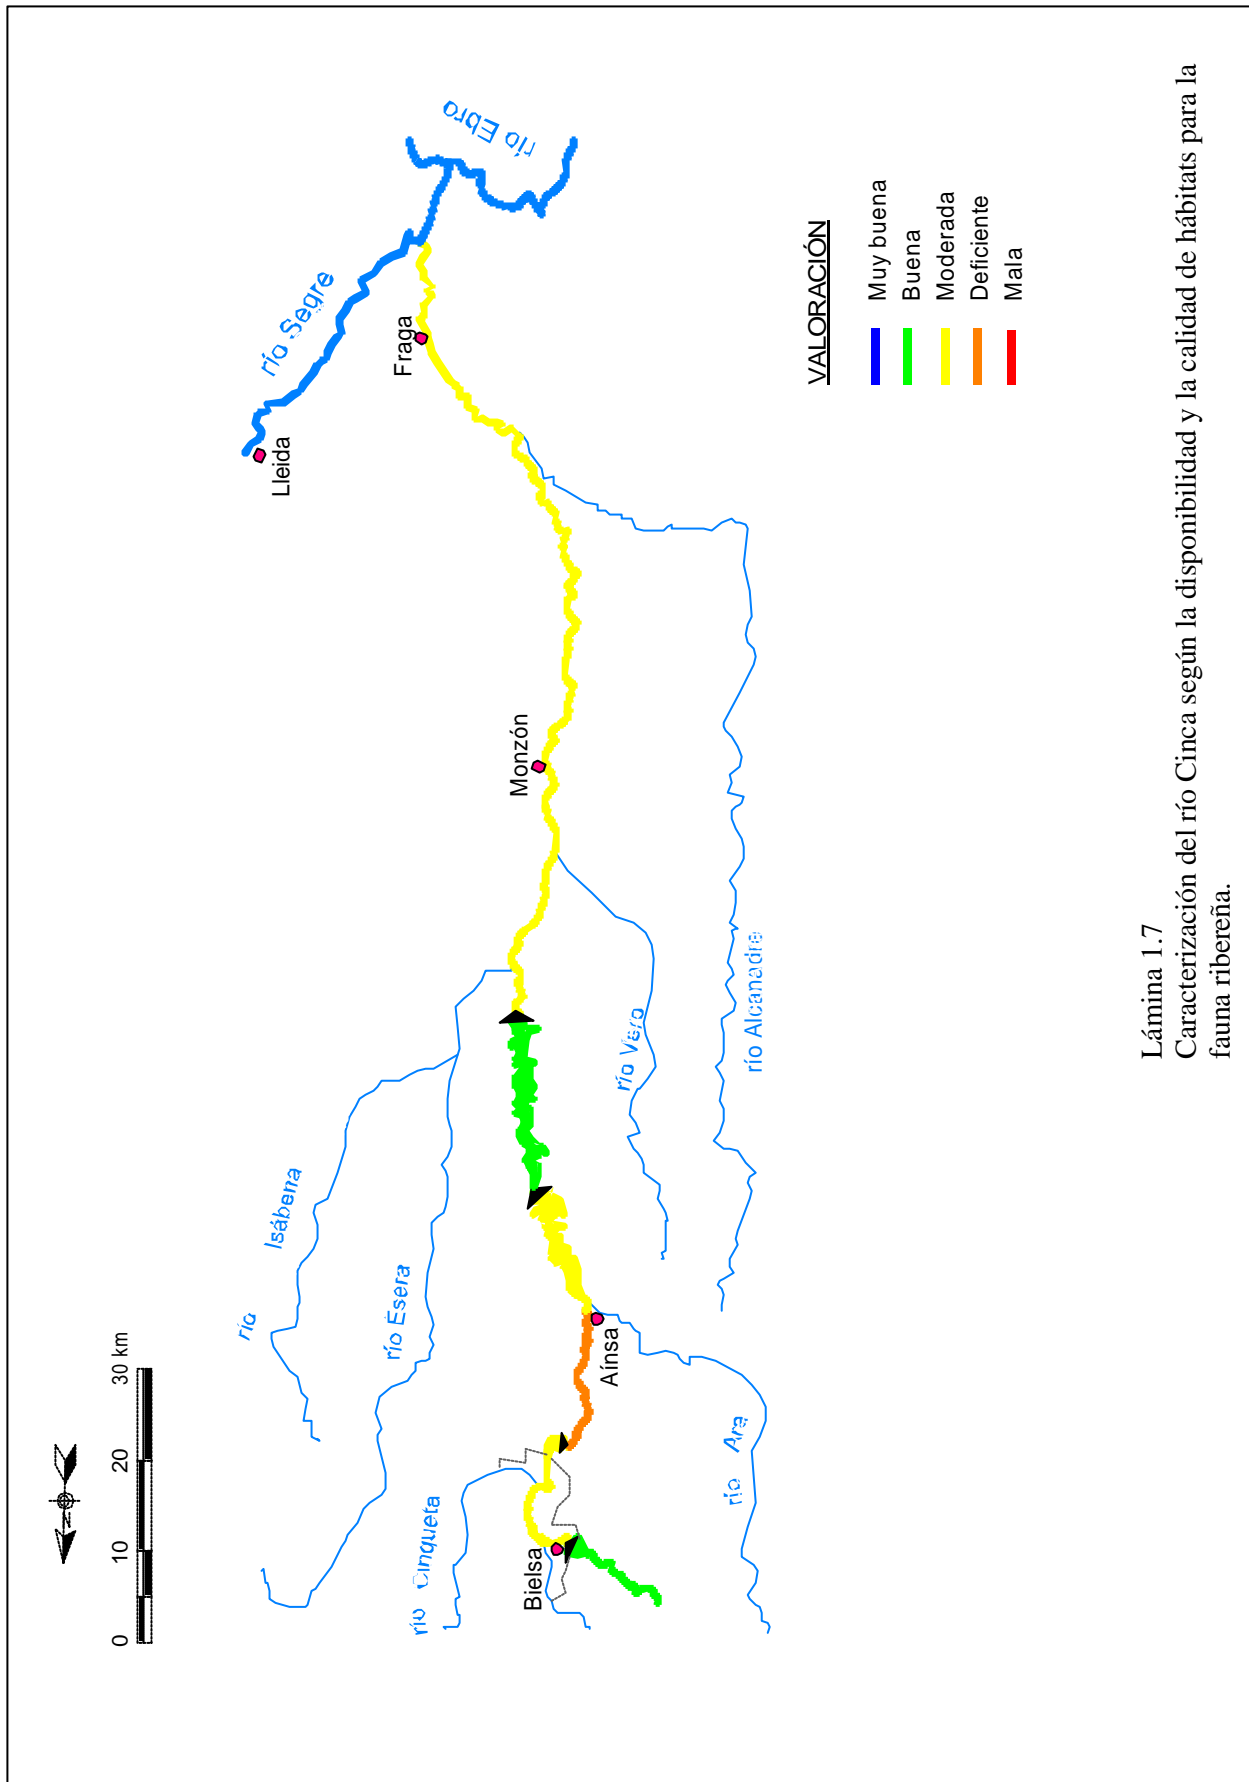 0 10 20 30 km
río Cinqueta
río Esera
río Isábena
río Ara
río Vero
río Alcanadre
río Segre
río Ebro
Bielsa
Aínsa
Monzón
Fraga
Lleida
VALORACIÓN
Muy buena
Buena
Moderada
Deficiente
Mala
Lámina 1.7
Caracterización del río Cinca según la disponibilidad y la calidad de hábitats para la
fauna ribereña.
N